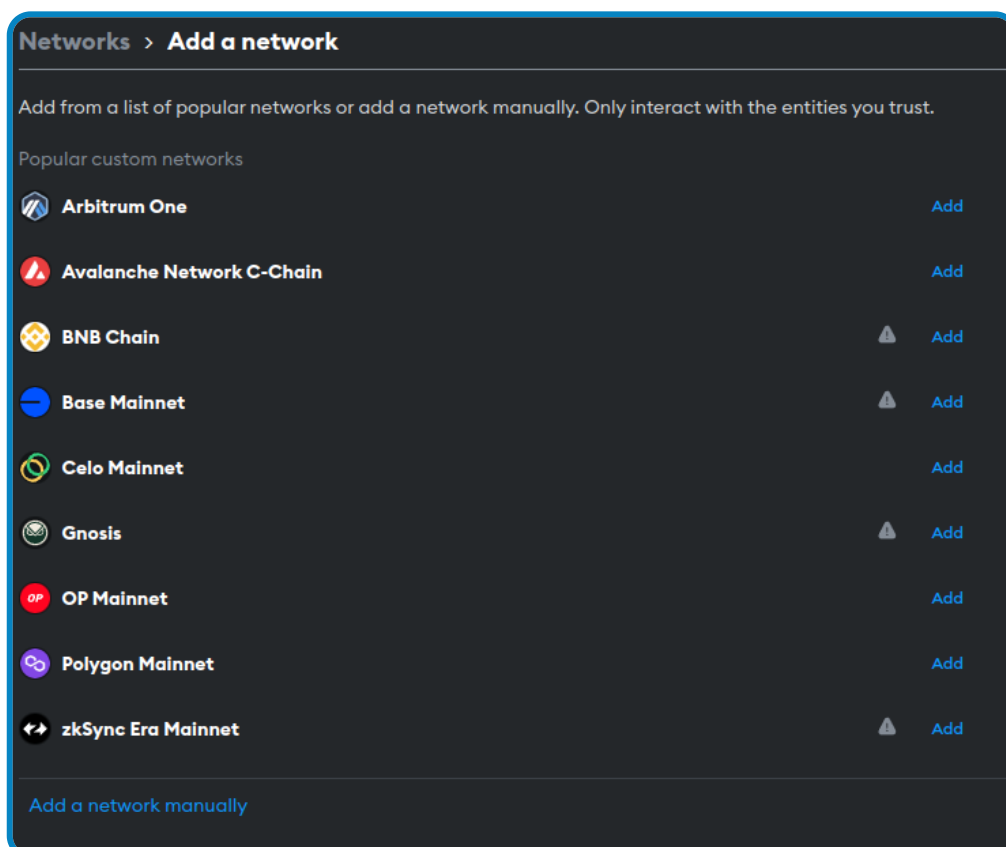 Networks > Add a network
Add from a list of popular networks or add a network manually. Only interact with the entities you trust.
Popular custom networks
Arbitrum One Add
Avalanche Network C-Chain Add
BNB Chain Add
Base Mainnet Add
Celo Mainnet Add
Gnosis Add
OP OP Mainnet Add
Polygon Mainnet Add
zkSync Era Mainnet Add
Add a network manually